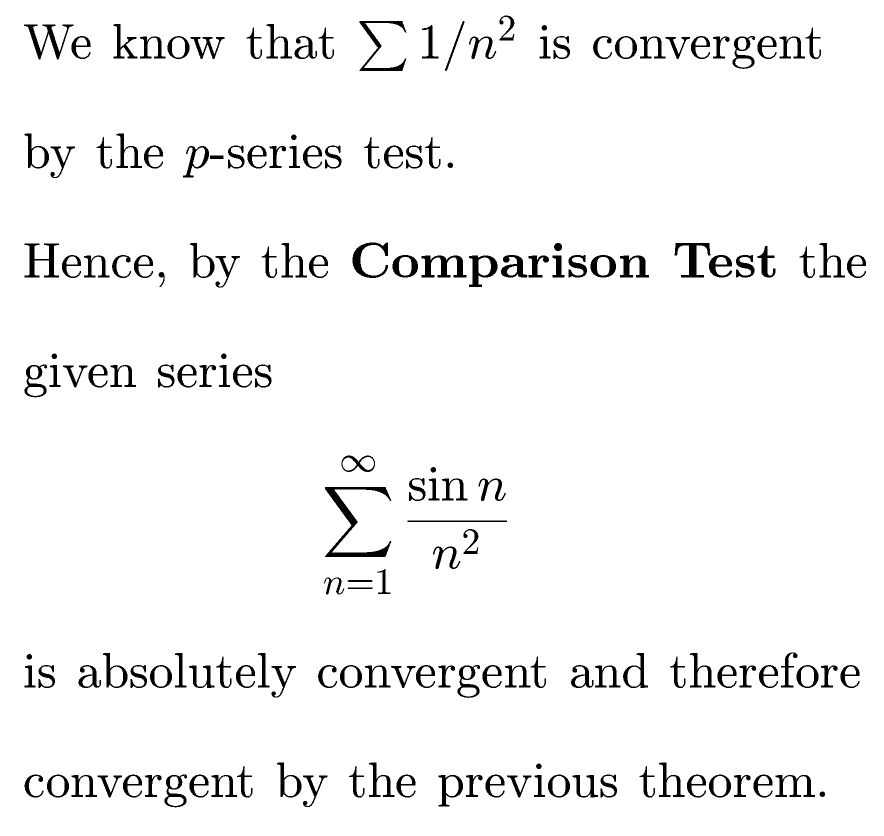 We know that $\sum 1/n^2$ is convergent
by the $p$-series test.
Hence, by the Comparison Test the
given series
$\sum_{n=1}^{\infty} \frac{\sin n}{n^2}$
is absolutely convergent and therefore
convergent by the previous theorem.